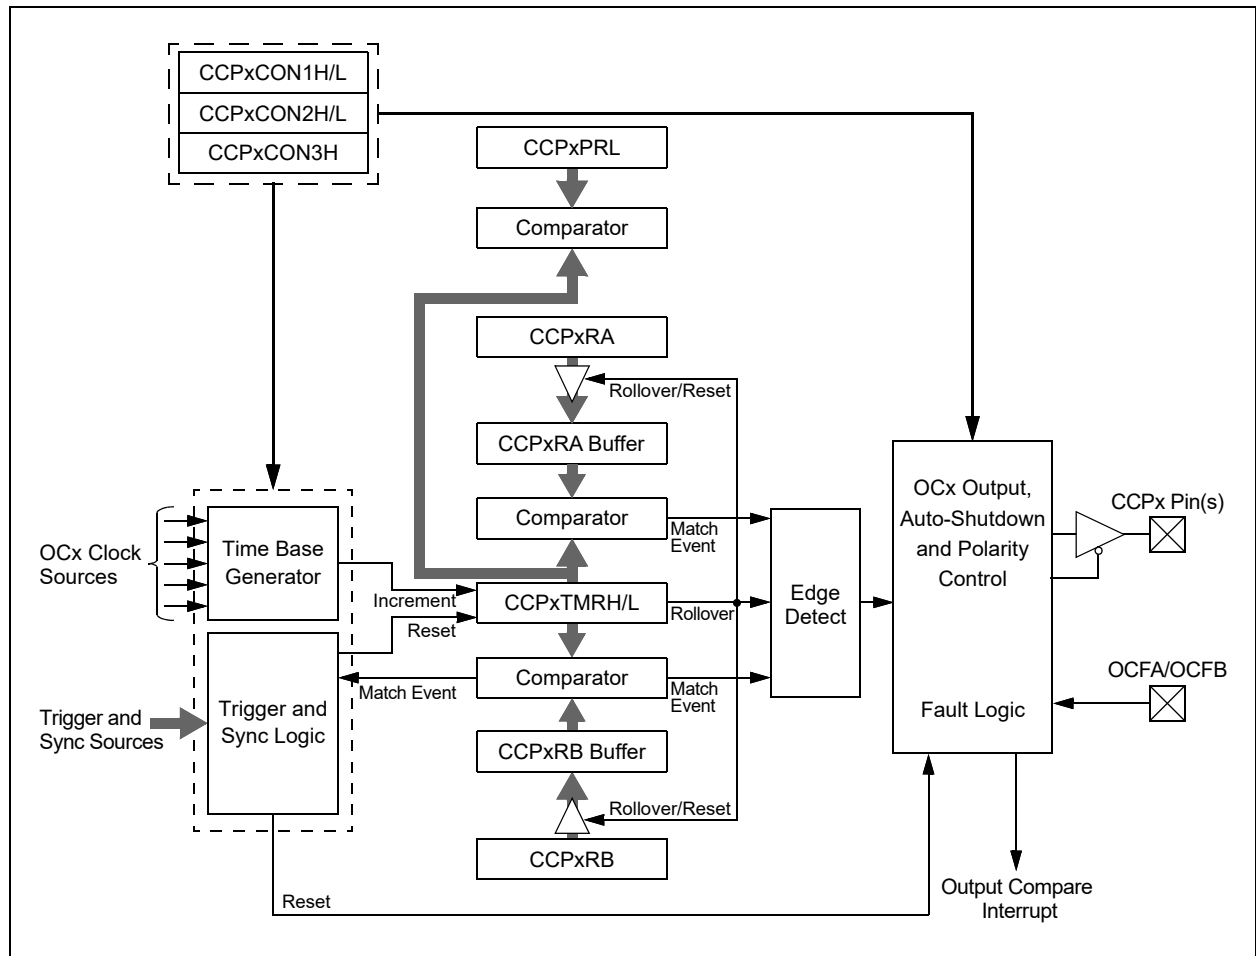 CCPxCON1H/L
CCPxCON2H/L
CCPxCON3H
CCPxPRL
Comparator
CCPxRA
Rollover/Reset
CCPxRA Buffer
Comparator
Match
Event
OCx Clock
Sources
Time Base
Generator
Increment
Reset
CCPxTMRH/L
Rollover
Edge
Detect
OCx Output,
Auto-Shutdown
and Polarity
Control
Fault Logic
CCPx Pin(s)
OCFA/OCFB
Trigger and
Sync Sources
Trigger and
Sync Logic
Match Event
Comparator
Match
Event
CCPxRB Buffer
Rollover/Reset
CCPxRB
Reset
Output Compare
Interrupt